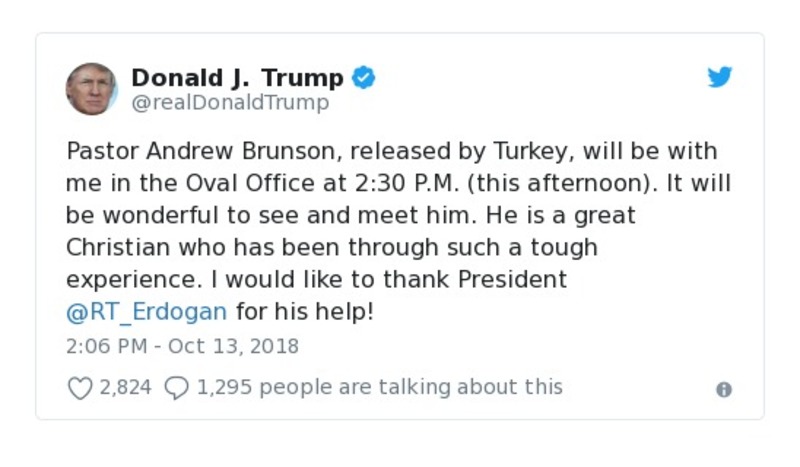 Donald J. Trump
@realDonaldTrump
Pastor Andrew Brunson, released by Turkey, will be with
me in the Oval Office at 2:30 P.M. (this afternoon). It will
be wonderful to see and meet him. He is a great
Christian who has been through such a tough
experience. I would like to thank President
@RT_Erdogan for his help!
2:06 PM - Oct 13, 2018
2,824 1,295 people are talking about this